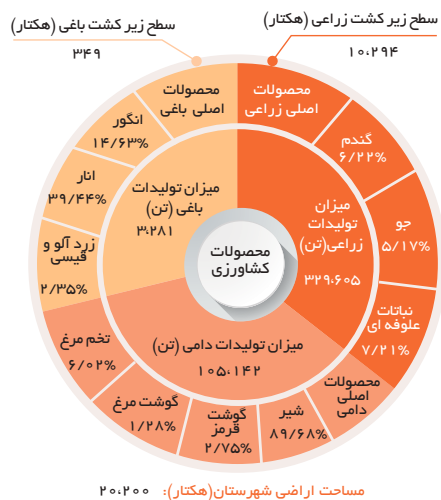 سطح زیر کشت زراعی (هکتار)
۱۰،۲۹۴
سطح زیر کشت باغی (هکتار)
۳۴۹
محصولات
اصلی زراعی
گندم
۶/۲۲%
جو
۵/۱۷%
نباتات
علوفه ای
۷/۲۱%
محصولات
اصلی باغی
انگور
۱۴/۶۳%
انار
۳۹/۴۴%
زرد آلو و
قیسی
۲/۳۵%
میزان
تولیدات
زراعی(تن)
۳۲۹،۶۰۵
میزان تولیدات
باغی (تن)
۳،۲۸۱
محصولات
کشاورزی
میزان تولیدات دامی (تن)
۱۰۵،۱۴۲
محصولات
اصلی
دامی
شیر
۸۹/۶۸%
گوشت
قرمز
۲/۷۵%
گوشت مرغ
۱/۲۸%
تخم مرغ
۶/۰۲%
مساحت اراضی شهرستان(هکتار): ۲۰،۲۰۰